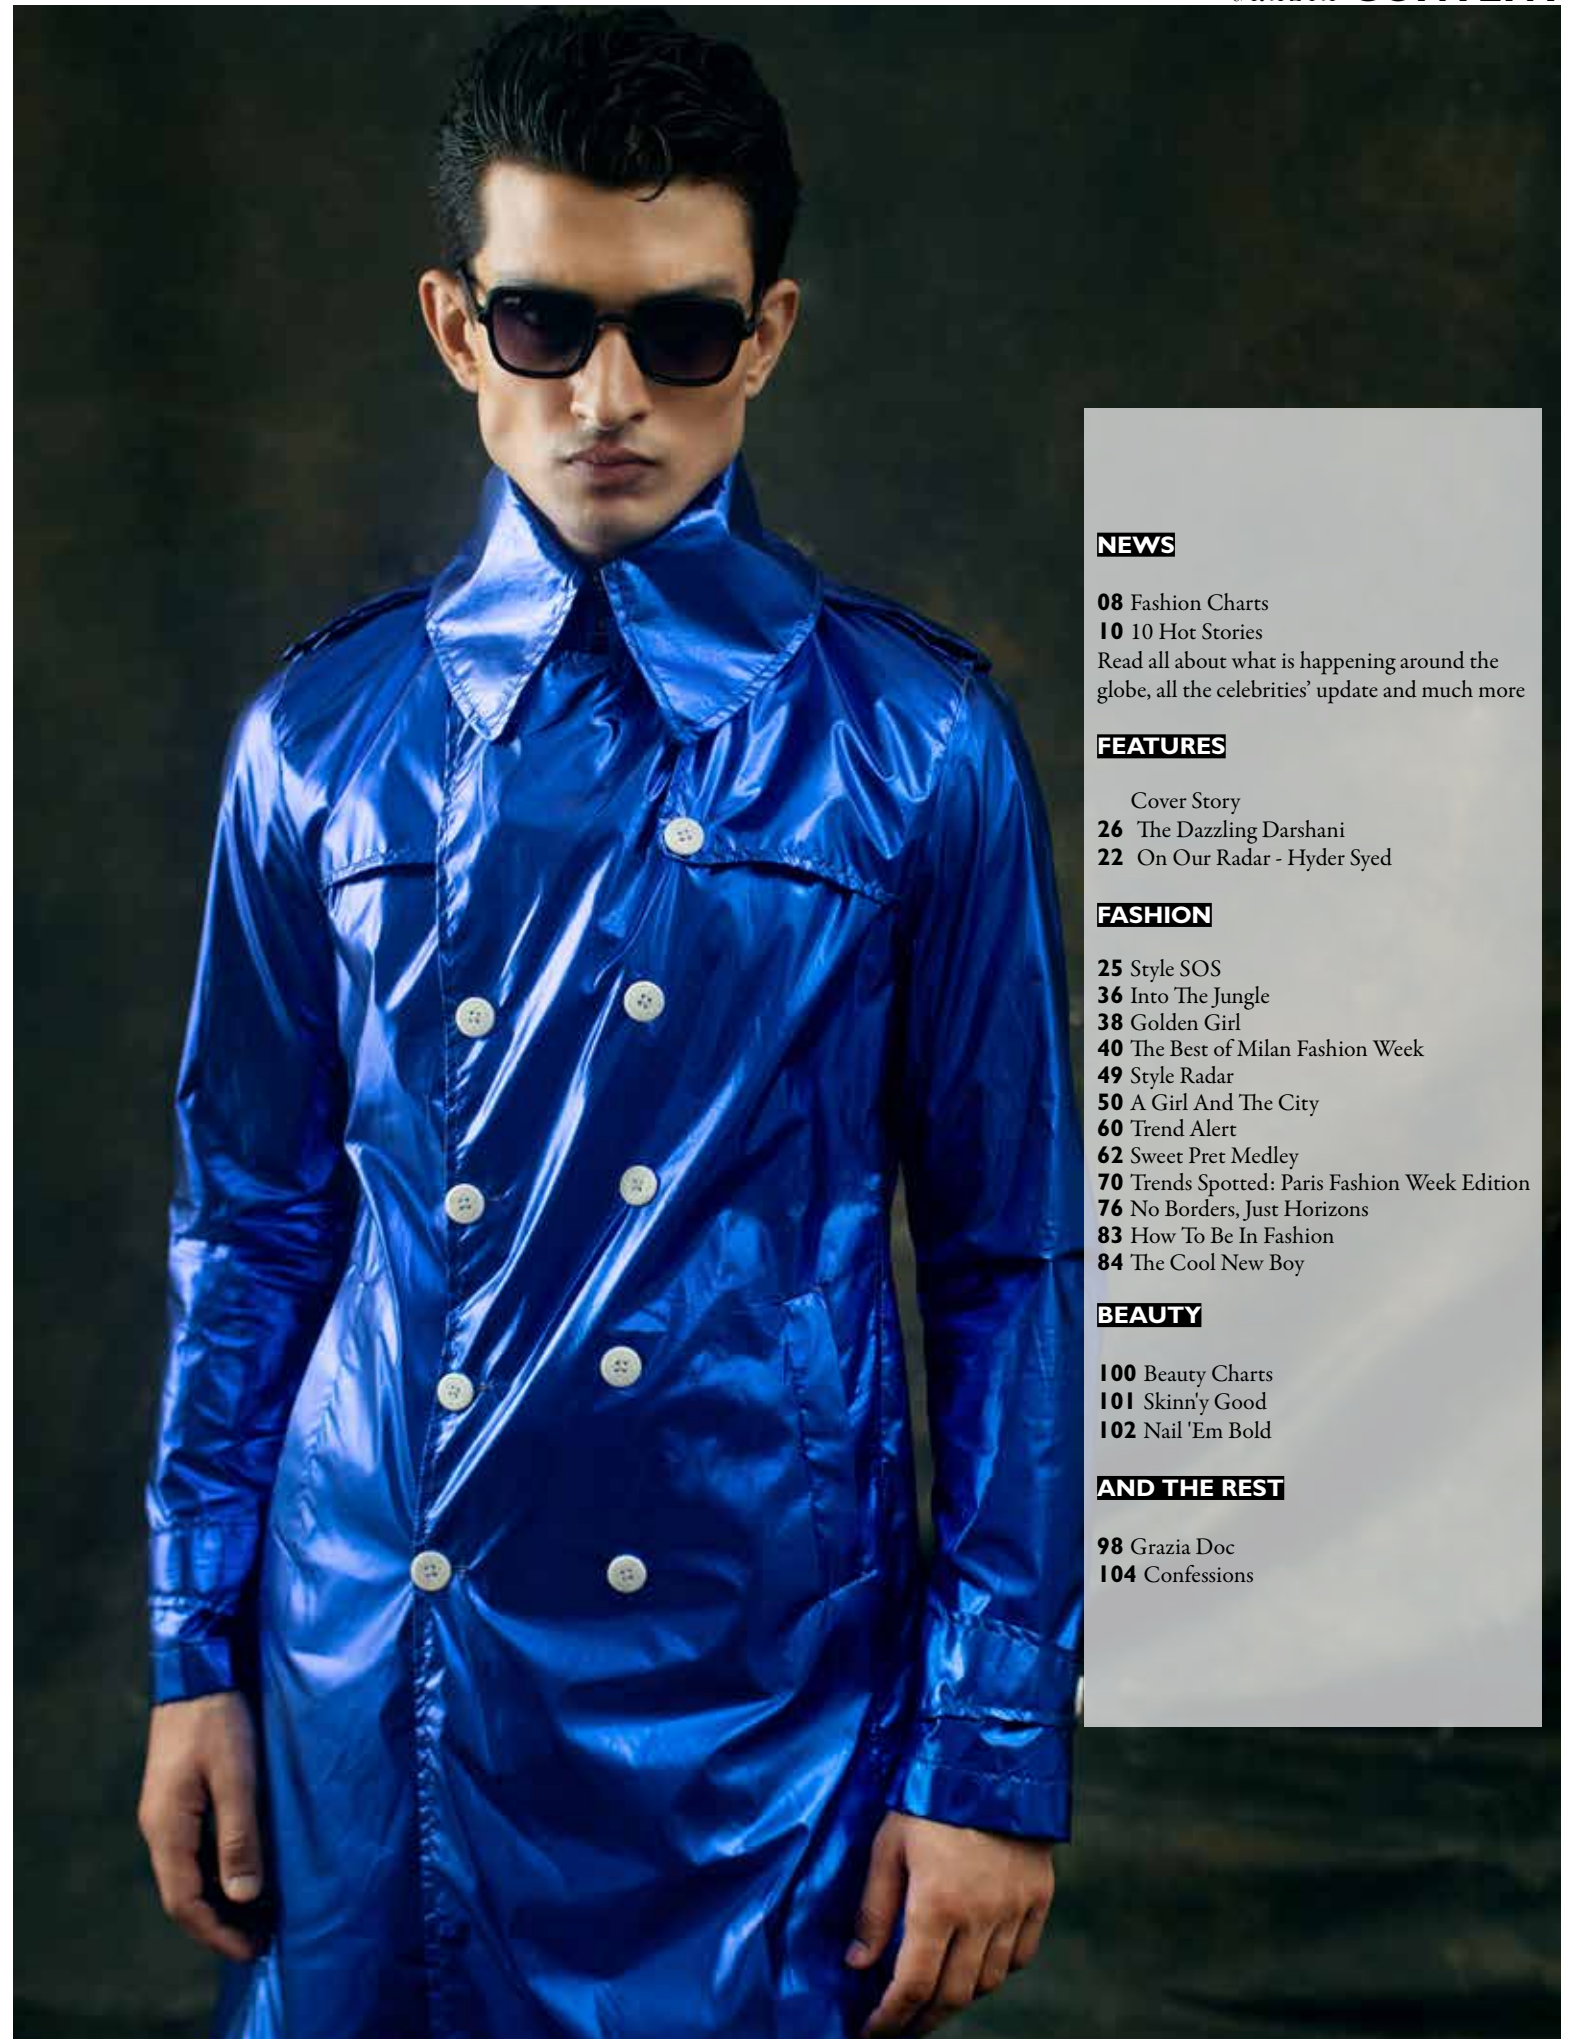 NEWS
08 Fashion Charts
10 10 Hot Stories
Read all about what is happening around the
globe, all the celebrities’ update and much more
FEATURES
Cover Story
26 The Dazzling Darshani
22 On Our Radar - Hyder Syed
FASHION
25 Style SOS
36 Into The Jungle
38 Golden Girl
40 The Best of Milan Fashion Week
49 Style Radar
50 A Girl And The City
60 Trend Alert
62 Sweet Pret Medley
70 Trends Spotted: Paris Fashion Week Edition
76 No Borders, Just Horizons
83 How To Be In Fashion
84 The Cool New Boy
BEAUTY
100 Beauty Charts
101 Skinn'y Good
102 Nail 'Em Bold
AND THE REST
98 Grazia Doc
104 Confessions